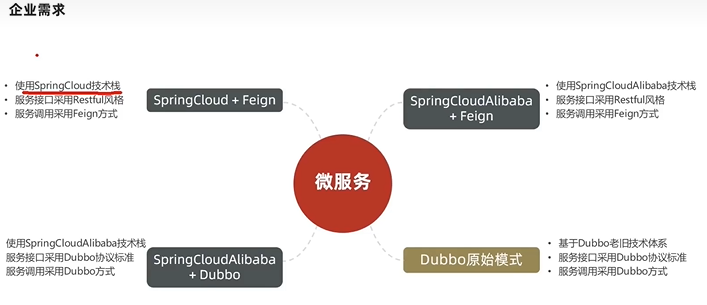 企业需求
使用SpringCloud技术栈
服务接口采用Restful风格
服务调用采用Feign方式
SpringCloud + Feign
SpringCloudAlibaba
+ Feign
使用SpringCloudAlibaba技术栈
服务接口采用Restful风格
服务调用采用Feign方式
微服务
使用SpringCloudAlibaba技术栈
服务接口采用Dubbo协议标准
服务调用采用Dubbo方式
SpringCloudAlibaba
+ Dubbo
Dubbo原始模式
基于Dubbo老旧技术体系
服务接口采用Dubbo协议标准
服务调用采用Dubbo方式